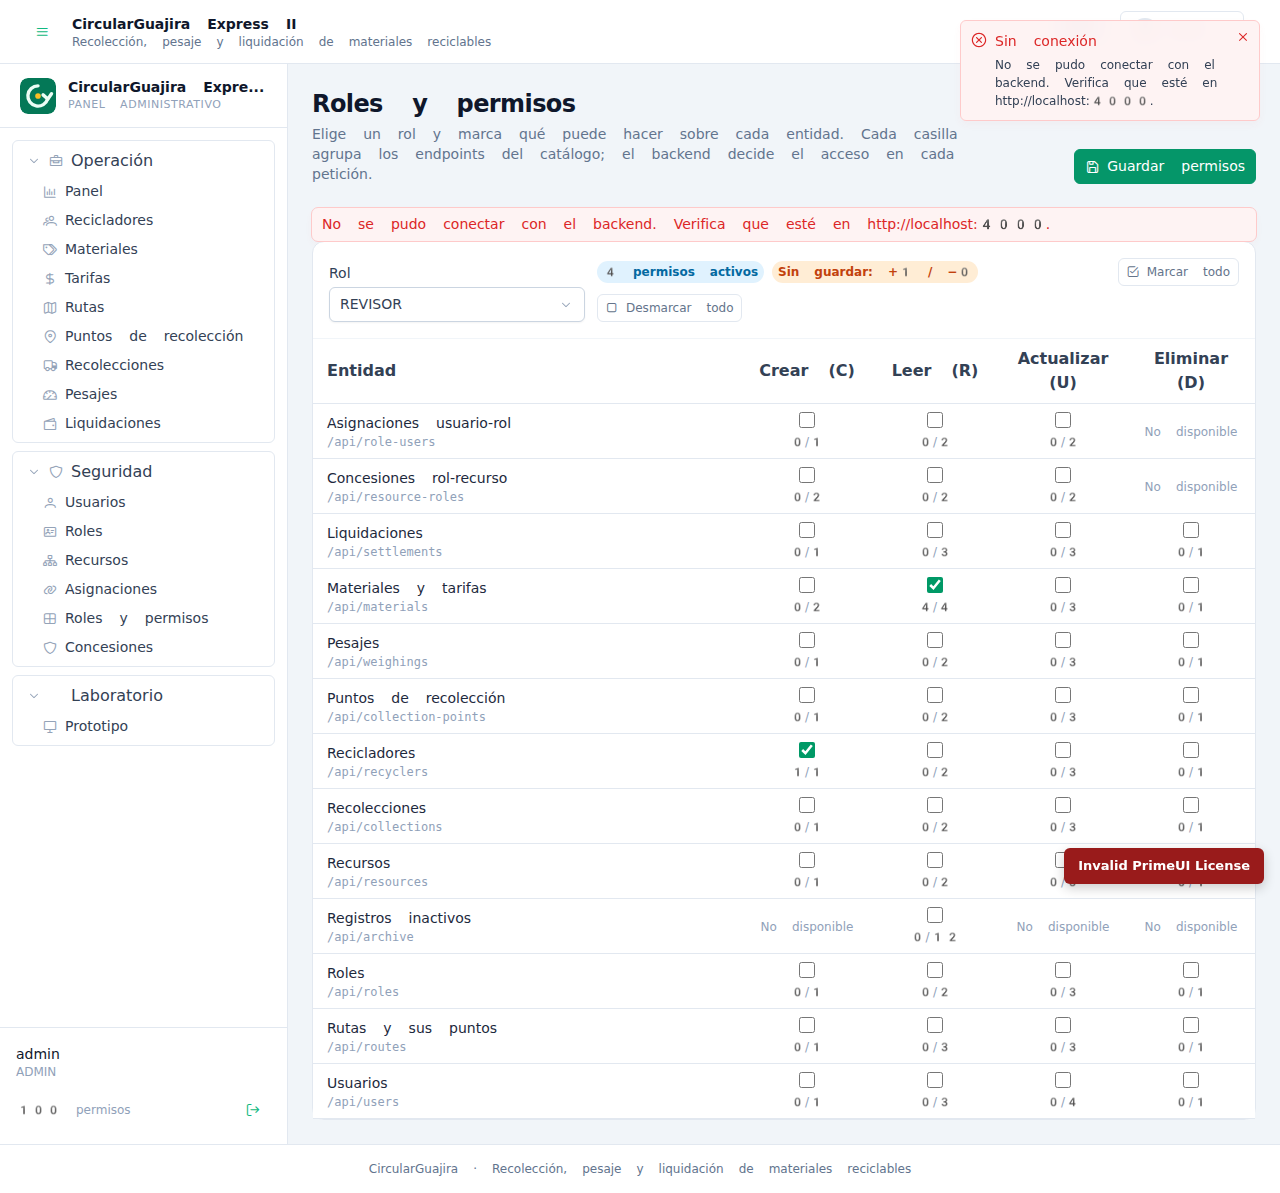 CircularGuajira Express II
Recolección, pesaje y liquidación de materiales reciclables
Sin conexión
No se pudo conectar con el
backend. Verifica que esté en
http://localhost:4000.
CircularGuajira Expre...
PANEL ADMINISTRATIVO
Operación
Panel
Recicladores
Materiales
Tarifas
Rutas
Puntos de recolección
Recolecciones
Pesajes
Liquidaciones
Seguridad
Usuarios
Roles
Recursos
Asignaciones
Roles y permisos
Concesiones
Laboratorio
Prototipo
admin
ADMIN
100 permisos
Roles y permisos
Elige un rol y marca qué puede hacer sobre cada entidad. Cada casilla
agrupa los endpoints del catálogo; el backend decide el acceso en cada
petición.
Guardar permisos
No se pudo conectar con el backend. Verifica que esté en http://localhost:4000.
Rol
REVISOR
4 permisos activos
Sin guardar: +1 / −0
Marcar todo
Desmarcar todo
Entidad Crear (C) Leer (R) Actualizar (U) Eliminar (D)
Asignaciones usuario-rol
/api/role-users 0/1 0/2 0/2 No disponible
Concesiones rol-recurso
/api/resource-roles 0/2 0/2 0/2 No disponible
Liquidaciones
/api/settlements 0/1 0/3 0/3 0/1
Materiales y tarifas
/api/materials 0/2 4/4 0/3 0/1
Pesajes
/api/weighings 0/1 0/2 0/3 0/1
Puntos de recolección
/api/collection-points 0/1 0/2 0/3 0/1
Recicladores
/api/recyclers 1/1 0/2 0/3 0/1
Recolecciones
/api/collections 0/1 0/2 0/3 0/1
Recursos
/api/resources 0/1 0/2
Invalid PrimeUI License
Registros inactivos
/api/archive No disponible 0/12 No disponible No disponible
Roles
/api/roles 0/1 0/2 0/3 0/1
Rutas y sus puntos
/api/routes 0/1 0/3 0/3 0/1
Usuarios
/api/users 0/1 0/3 0/4 0/1
CircularGuajira · Recolección, pesaje y liquidación de materiales reciclables